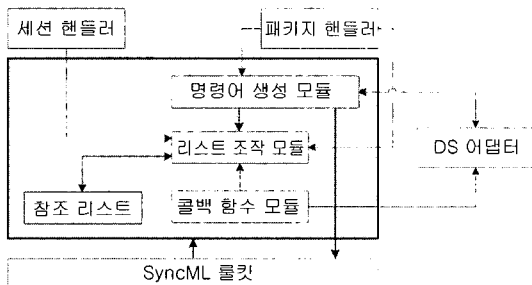 세션 핸들러
패키지 핸들러
명령어 생성 모듈
리스트 조작 모듈
DS 어댑터
참조 리스트
콜백 함수 모듈
SyncML 툴킷